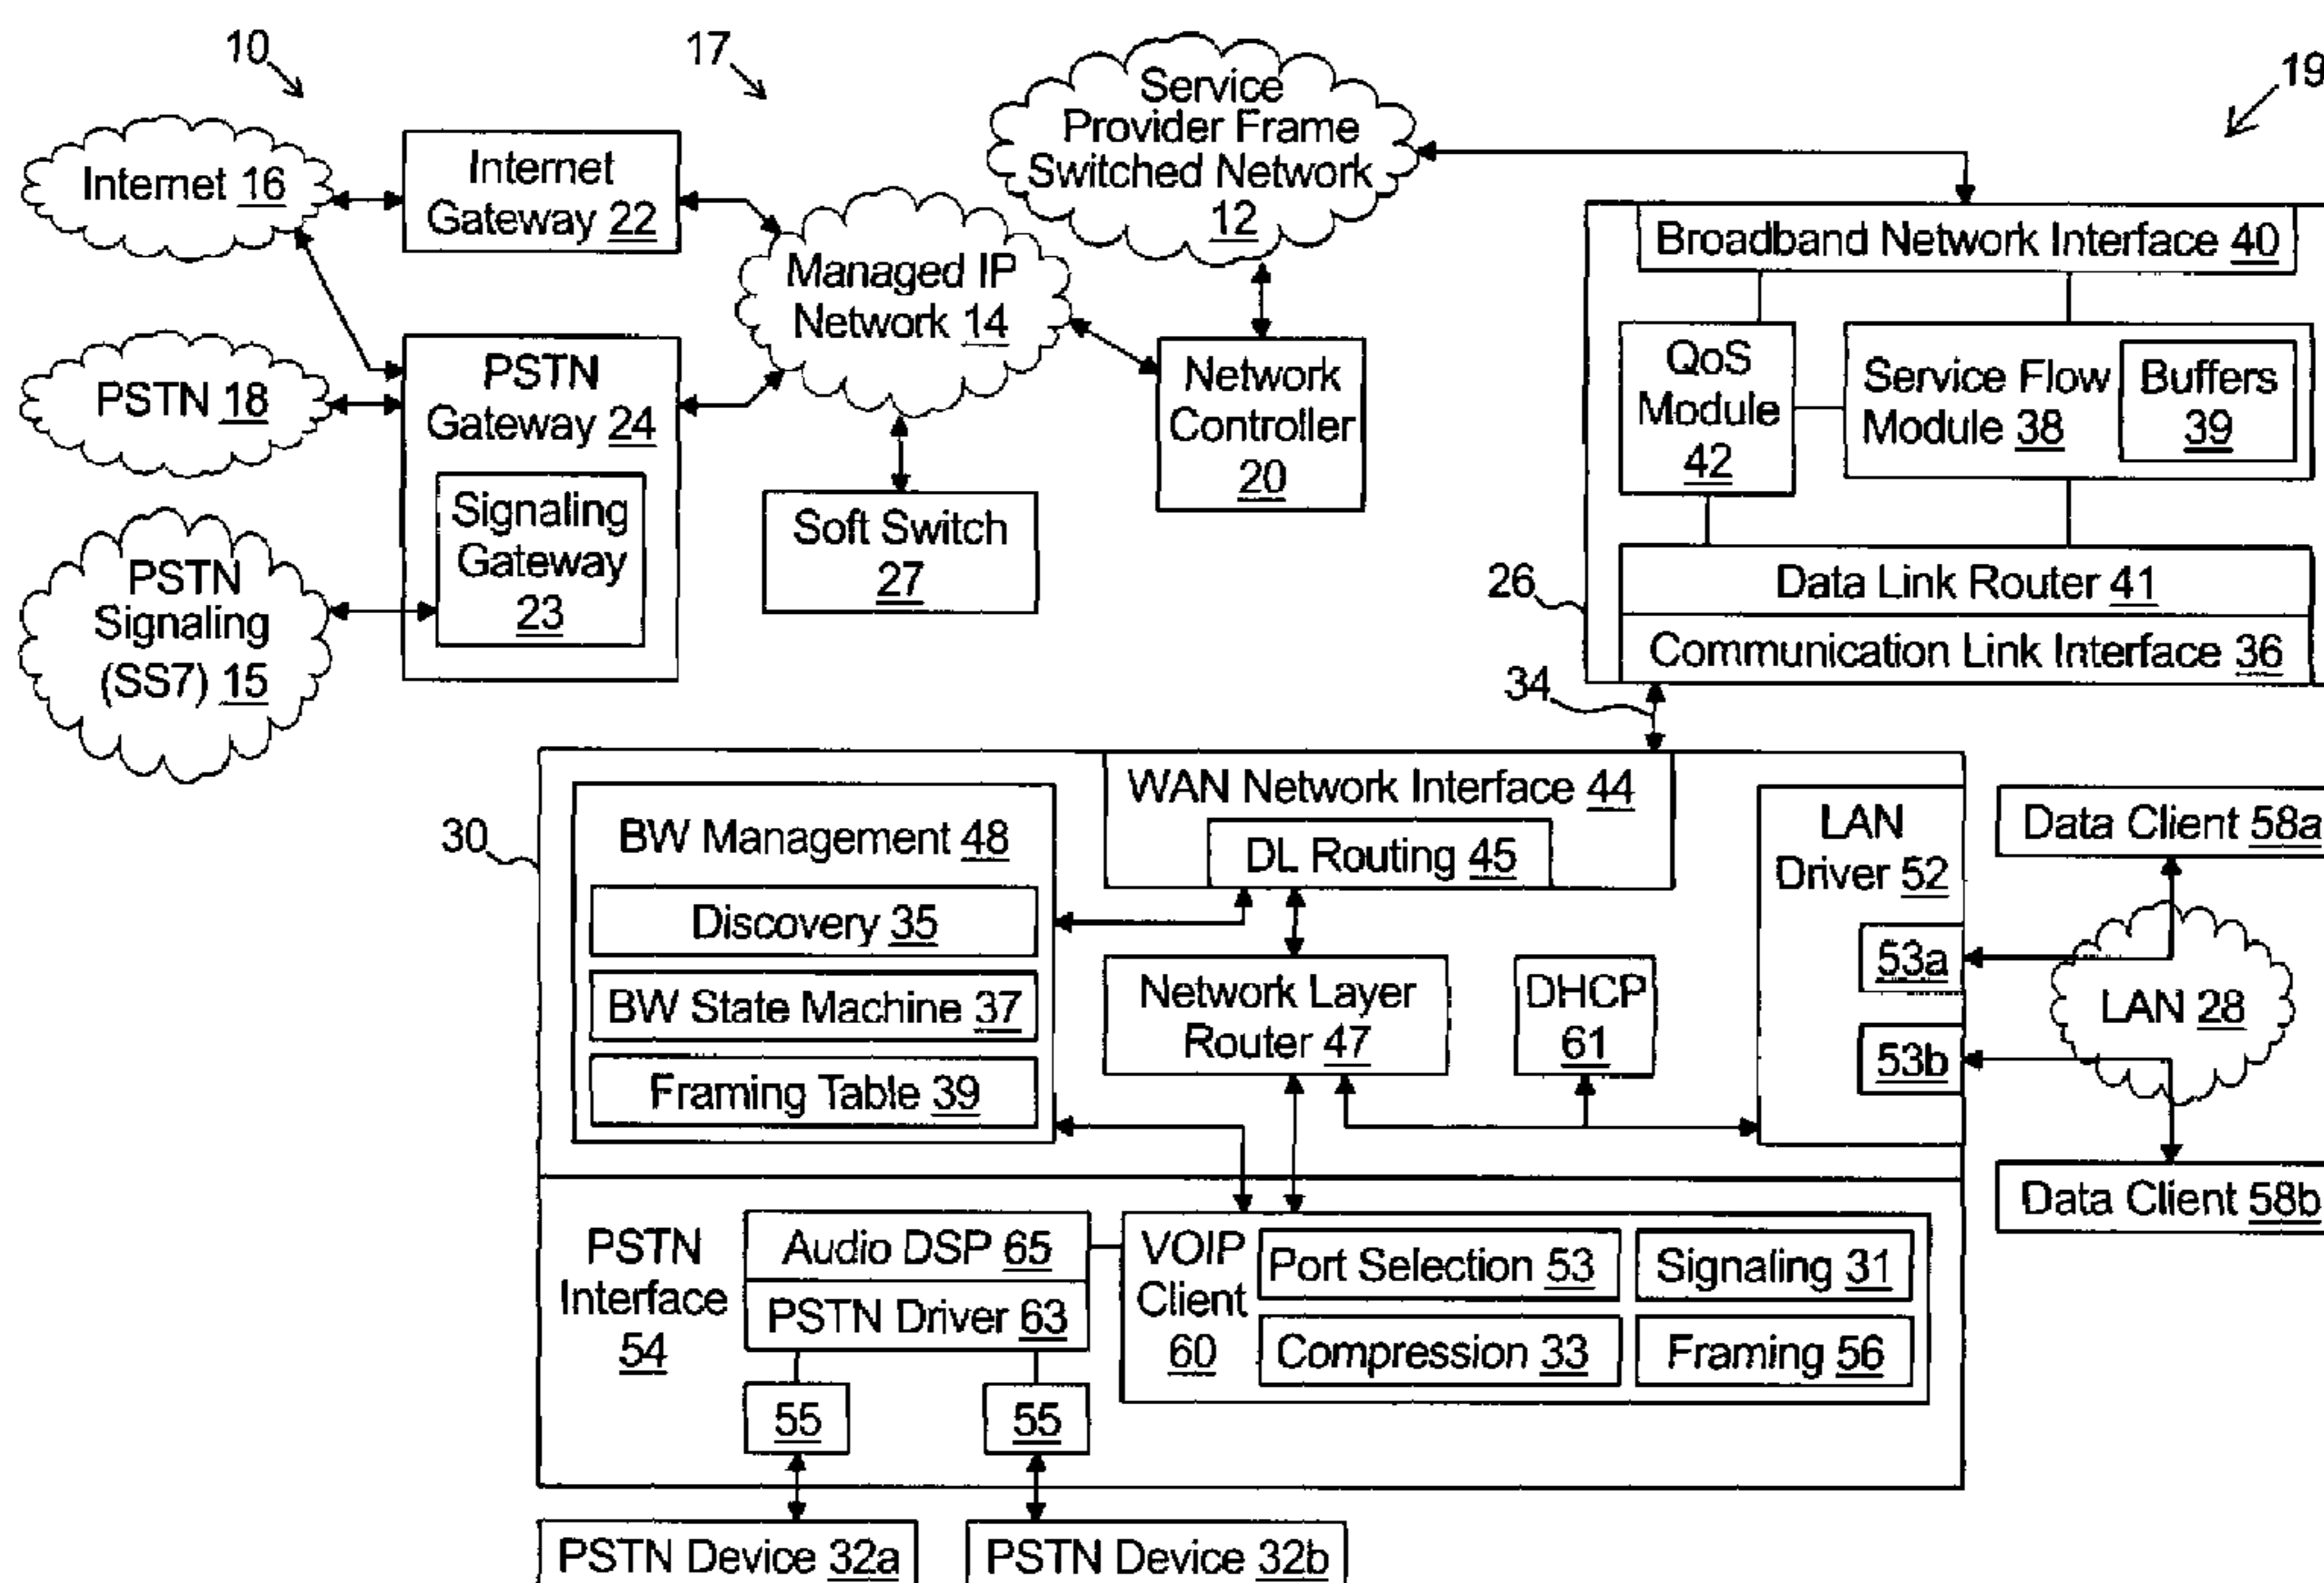 10
17
19
Internet 16
Internet
Gateway 22
Service
Provider Frame
Switched Network
12
Managed IP
Network 14
PSTN 18
PSTN
Gateway 24
Signaling
Gateway
23
PSTN
Signaling
(SS7) 15
Soft Switch
27
Network
Controller
20
Broadband Network Interface 40
QoS
Module
42
Service Flow
Module 38
Buffers
39
26
Data Link Router 41
Communication Link Interface 36
34
30
BW Management 48
Discovery 35
BW State Machine 37
Framing Table 39
WAN Network Interface 44
DL Routing 45
Network Layer
Router 47
DHCP
61
LAN
Driver 52
53a
53b
Data Client 58a
LAN 28
Data Client 58b
PSTN
Interface
54
Audio DSP 65
PSTN Driver 63
55
55
VOIP
Client
60
Port Selection 53
Signaling 31
Compression 33
Framing 56
PSTN Device 32a
PSTN Device 32b